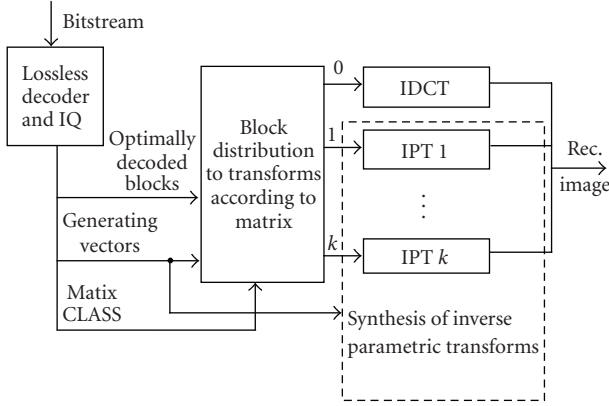 Bitstream
Lossless
decoder
and IQ
Optimally
decoded
blocks
Generating
vectors
Matix
CLASS
Block
distribution
to transforms
according to
matrix
0
1
k
IDCT
IPT 1
⋮
IPT k
Synthesis of inverse
parametric transforms
Rec.
image